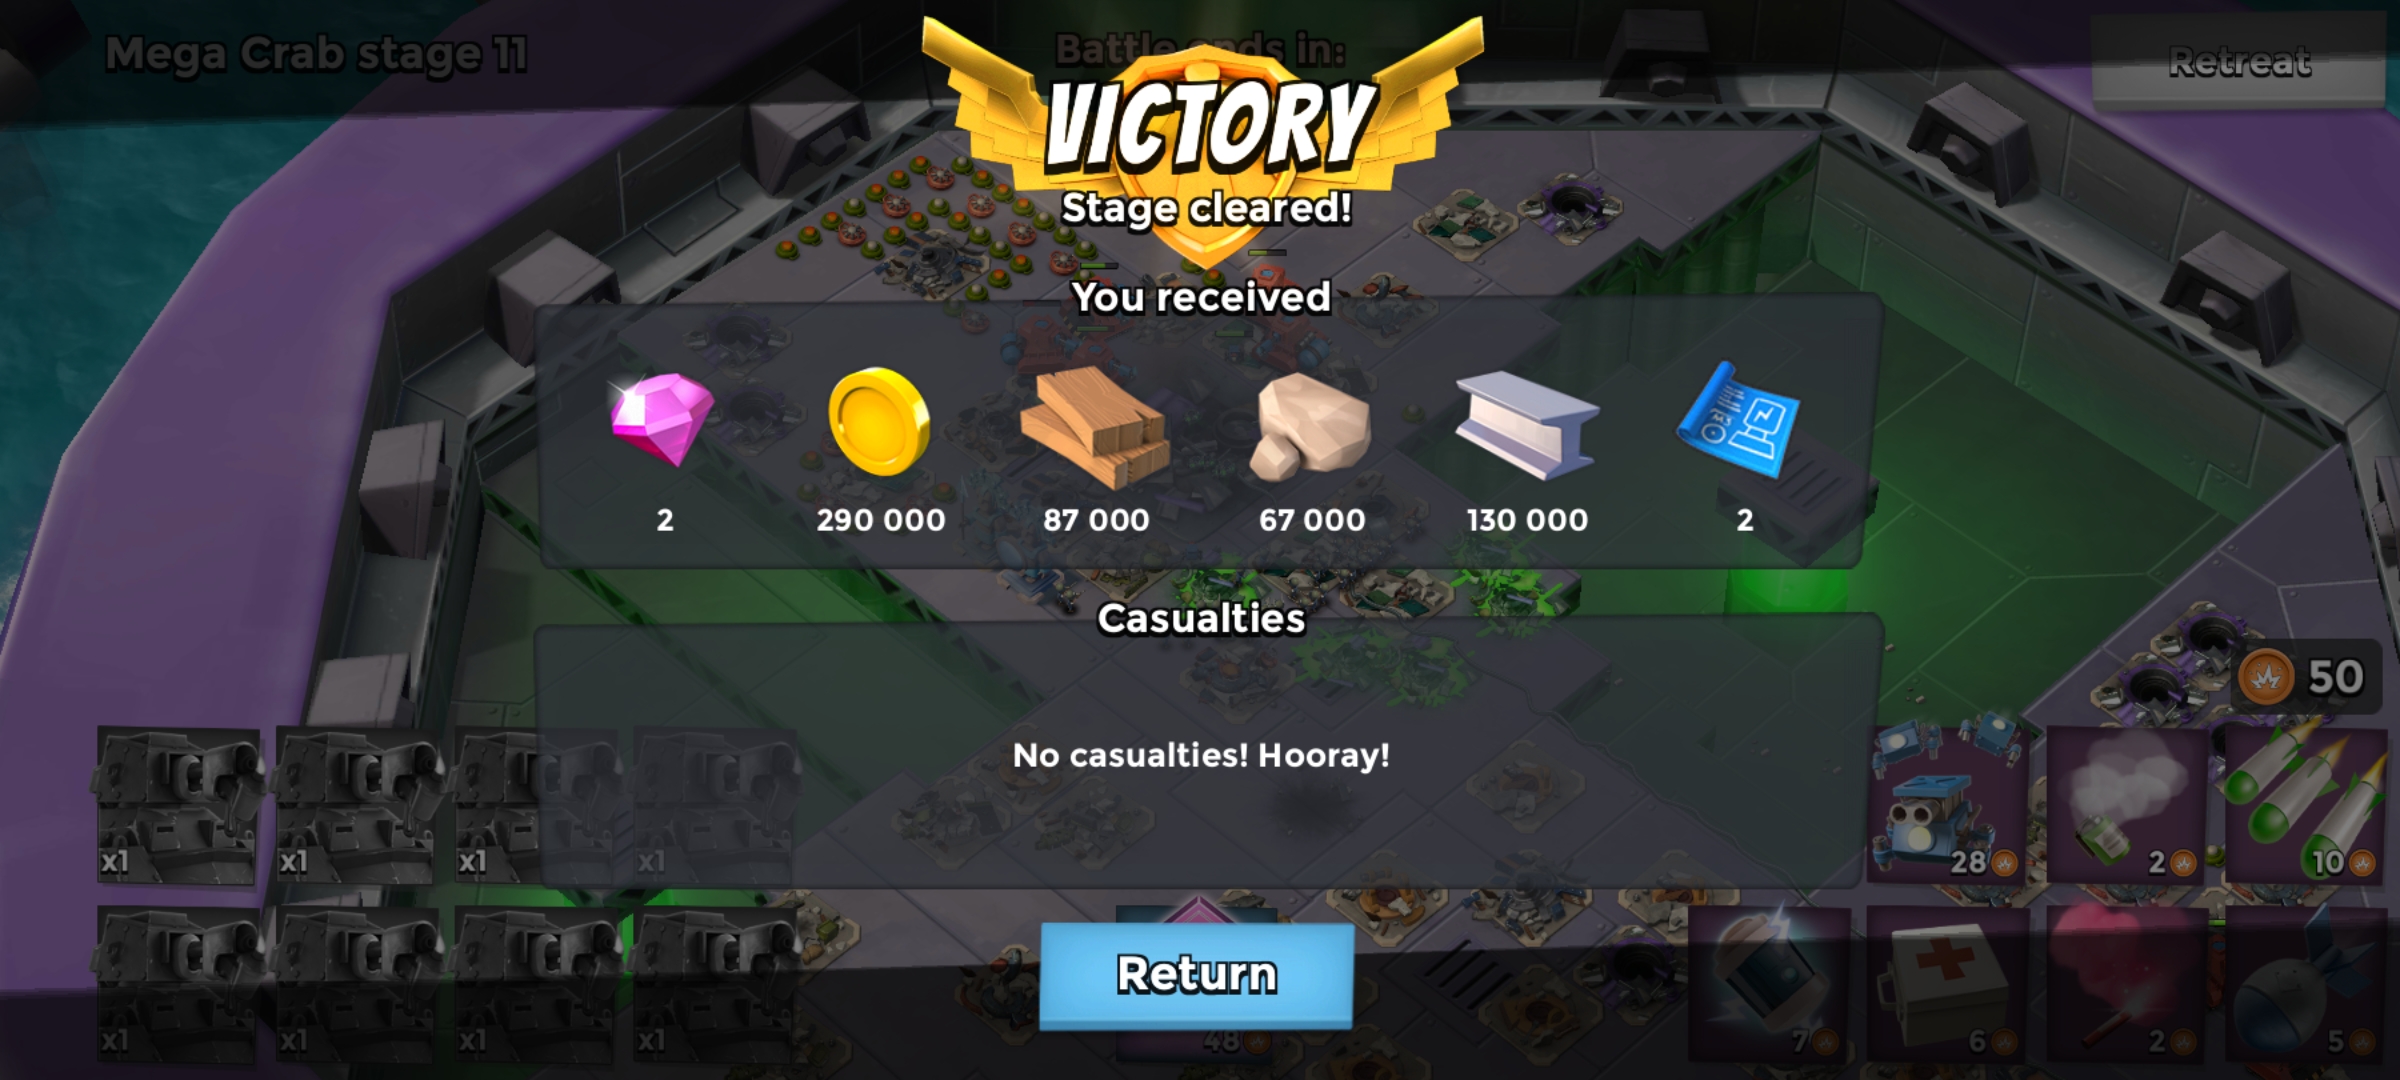 Mega Crab stage 11
Battle ends in:
Retreat
VICTORY
Stage cleared!
You received
2
290 000
87 000
67 000
130 000
2
Casualties
No casualties! Hooray!
50
x1
x1
x1
x1
28
2
10
x1
x1
x1
x1
Return
48
7
6
2
5